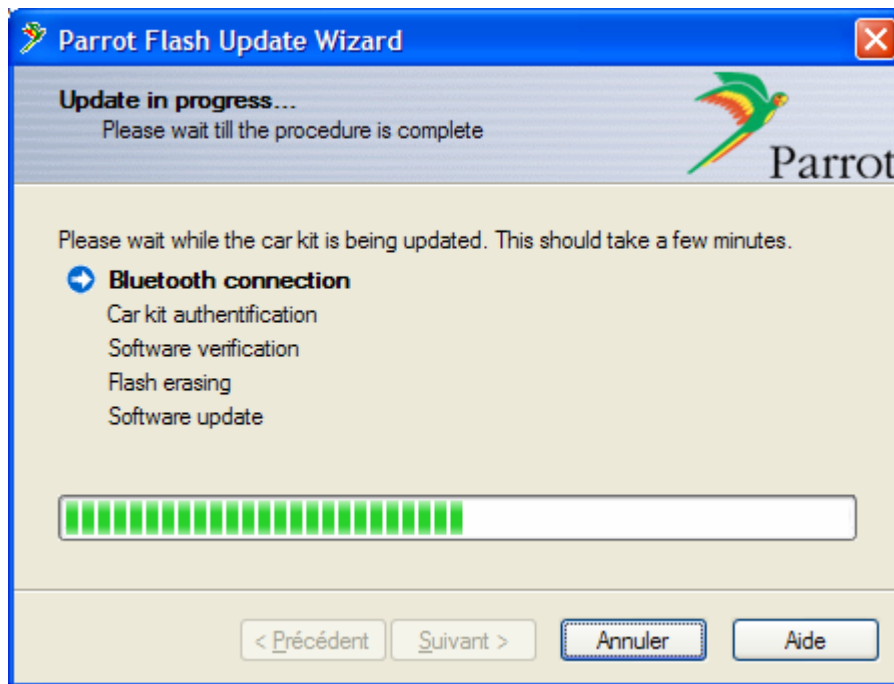 Parrot Flash Update Wizard
Update in progress...
Please wait till the procedure is complete
Parrot
Please wait while the car kit is being updated. This should take a few minutes.
Bluetooth connection
Car kit authentification
Software verification
Flash erasing
Software update
< Précédent Suivant > Annuler Aide